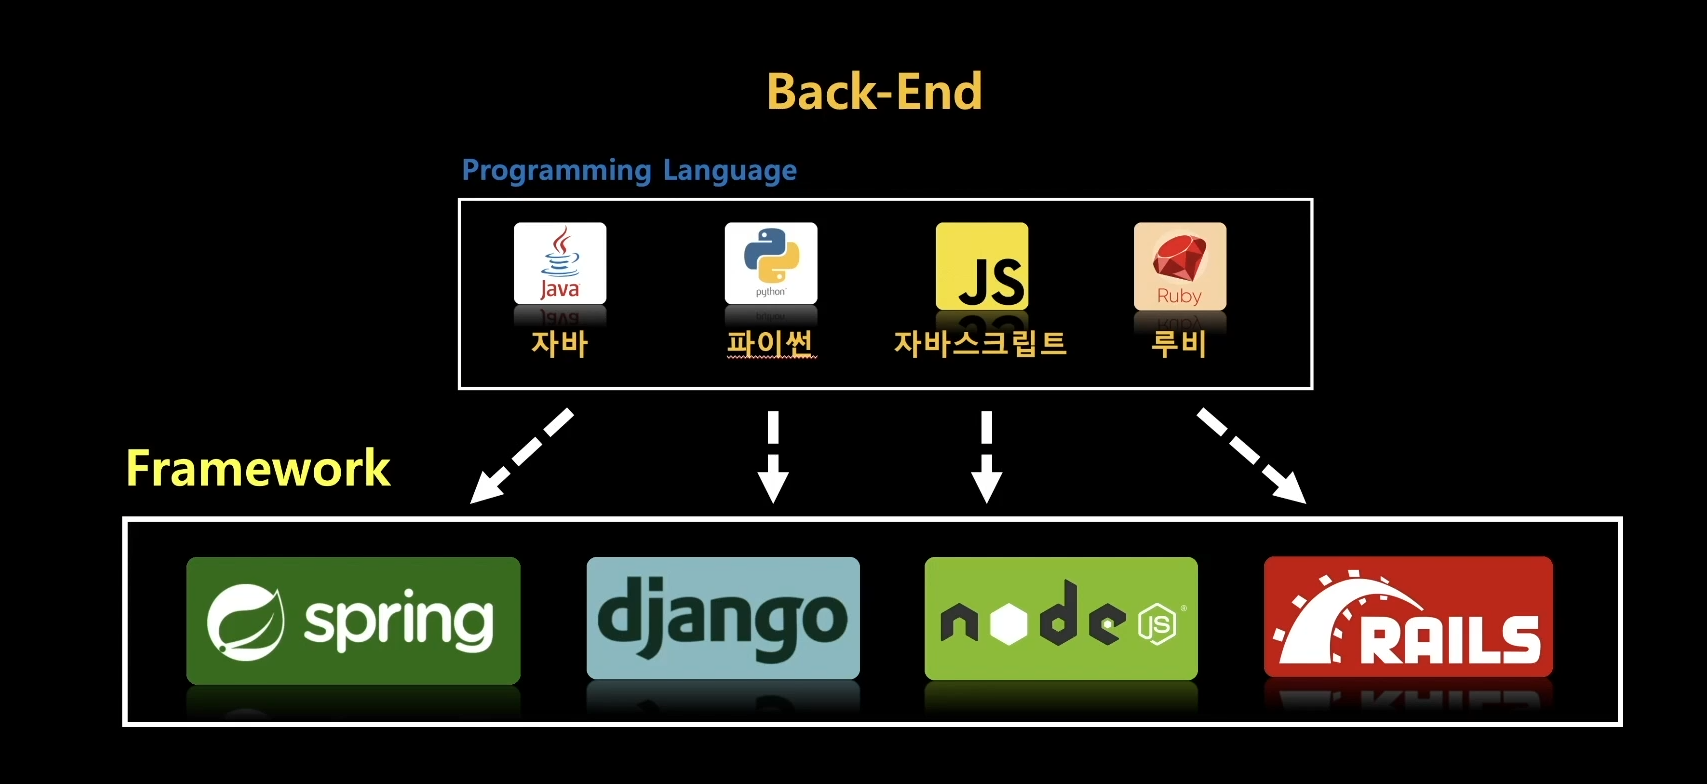 Back-End
Programming Language
Java
python
JS
Ruby
자바
파이썬
자바스크립트
루비
Framework
spring
django
node JS
RAILS